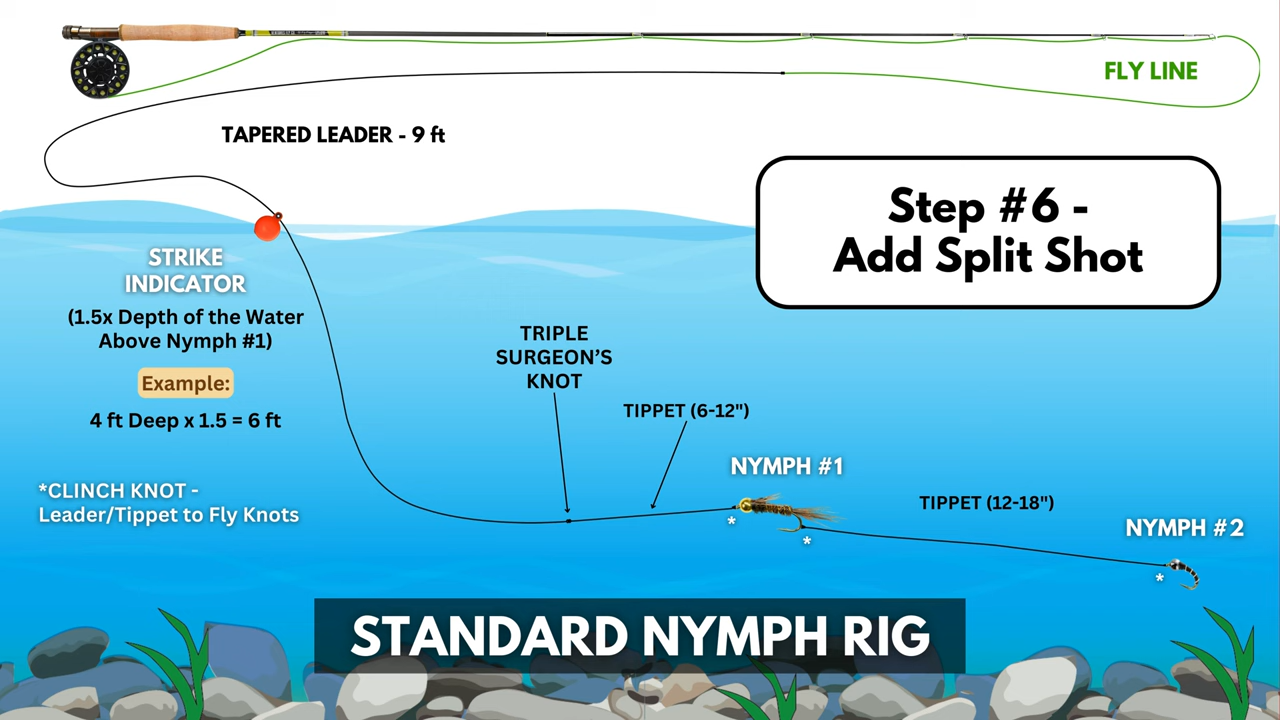 FLY LINE
TAPERED LEADER - 9 ft
Step #6 -
Add Split Shot
STRIKE
INDICATOR
(1.5x Depth of the Water
Above Nymph #1)
Example:
4 ft Deep x 1.5 = 6 ft
TRIPLE
SURGEON’S
KNOT
TIPPET (6-12")
NYMPH #1
*
*
TIPPET (12-18")
NYMPH #2
*
*CLINCH KNOT -
Leader/Tippet to Fly Knots
STANDARD NYMPH RIG